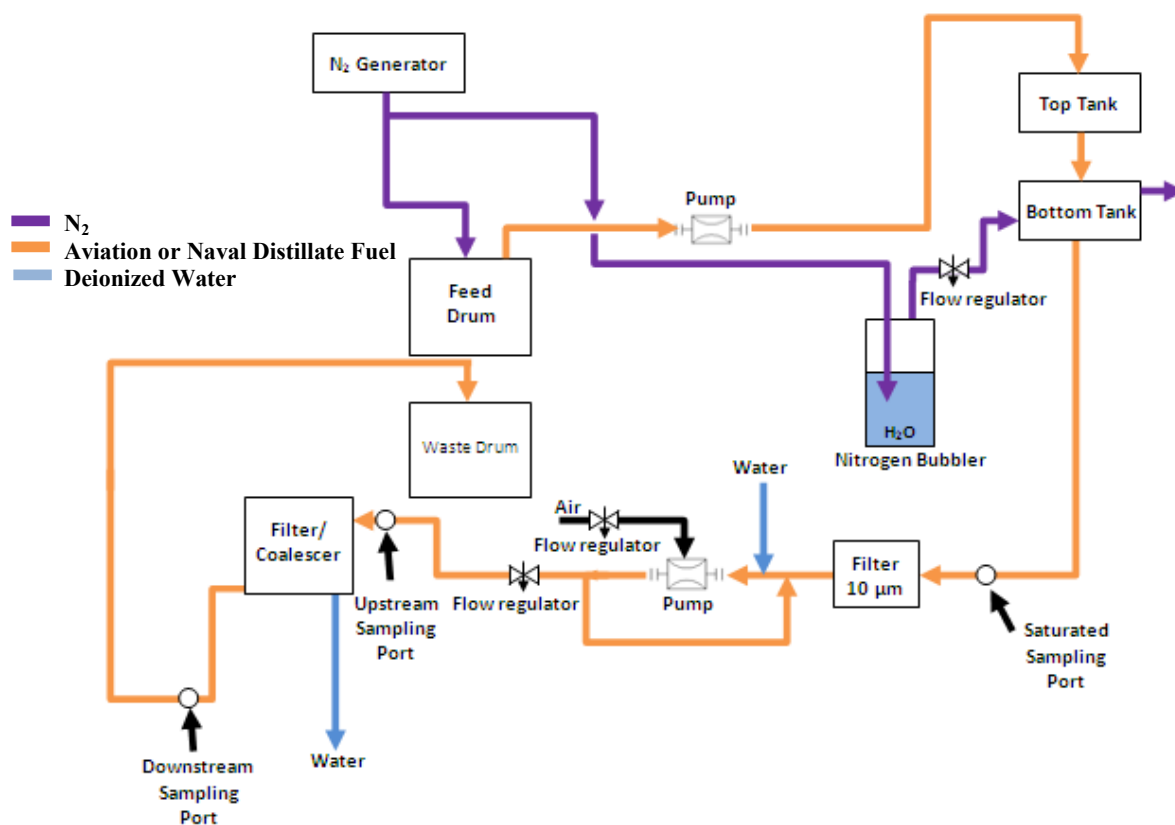 N₂ Generator
Top Tank
Pump
Bottom Tank
N₂
Aviation or Naval Distillate Fuel
Deionized Water
Feed
Drum
Flow regulator
Waste Drum
H₂O
Nitrogen Bubbler
Water
Air
Flow regulator
Filter/
Coalescer
Filter
10 µm
Flow regulator
Pump
Upstream
Sampling
Port
Saturated
Sampling
Port
Water
Downstream
Sampling
Port